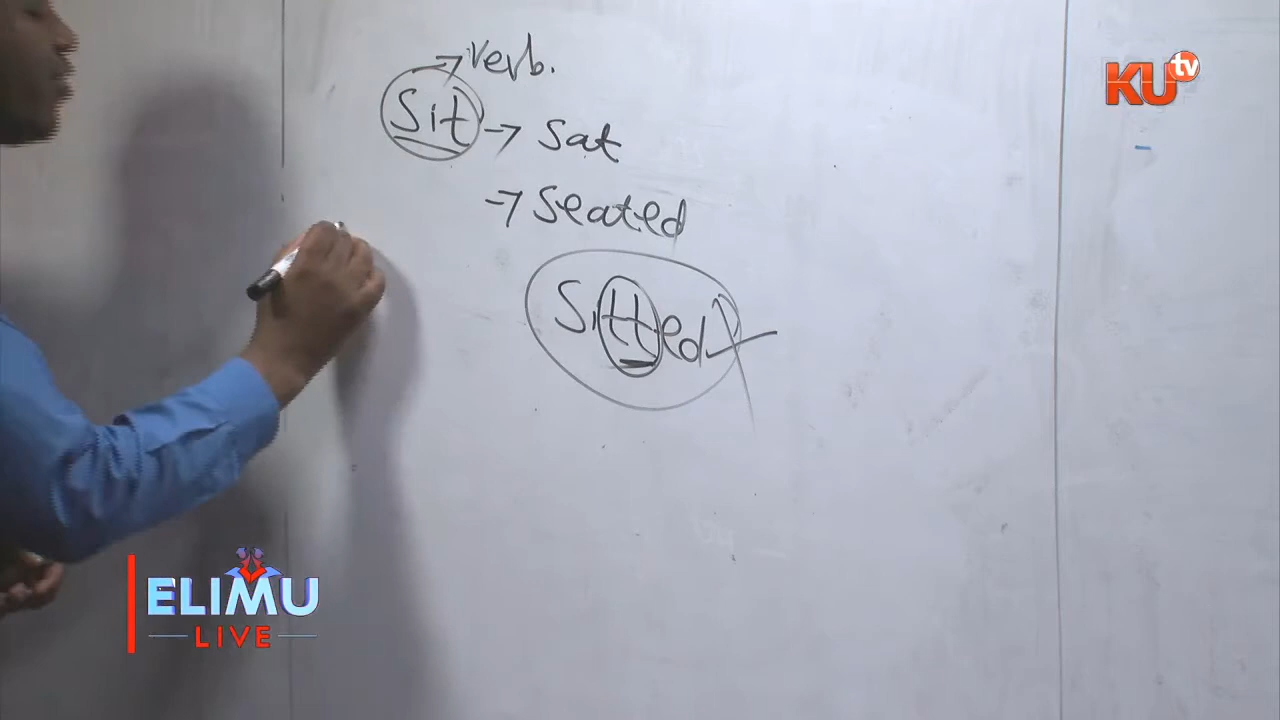 → verb.
Sit → Sat
→ Seated
Sitted
KU tv
ELIMU
LIVE